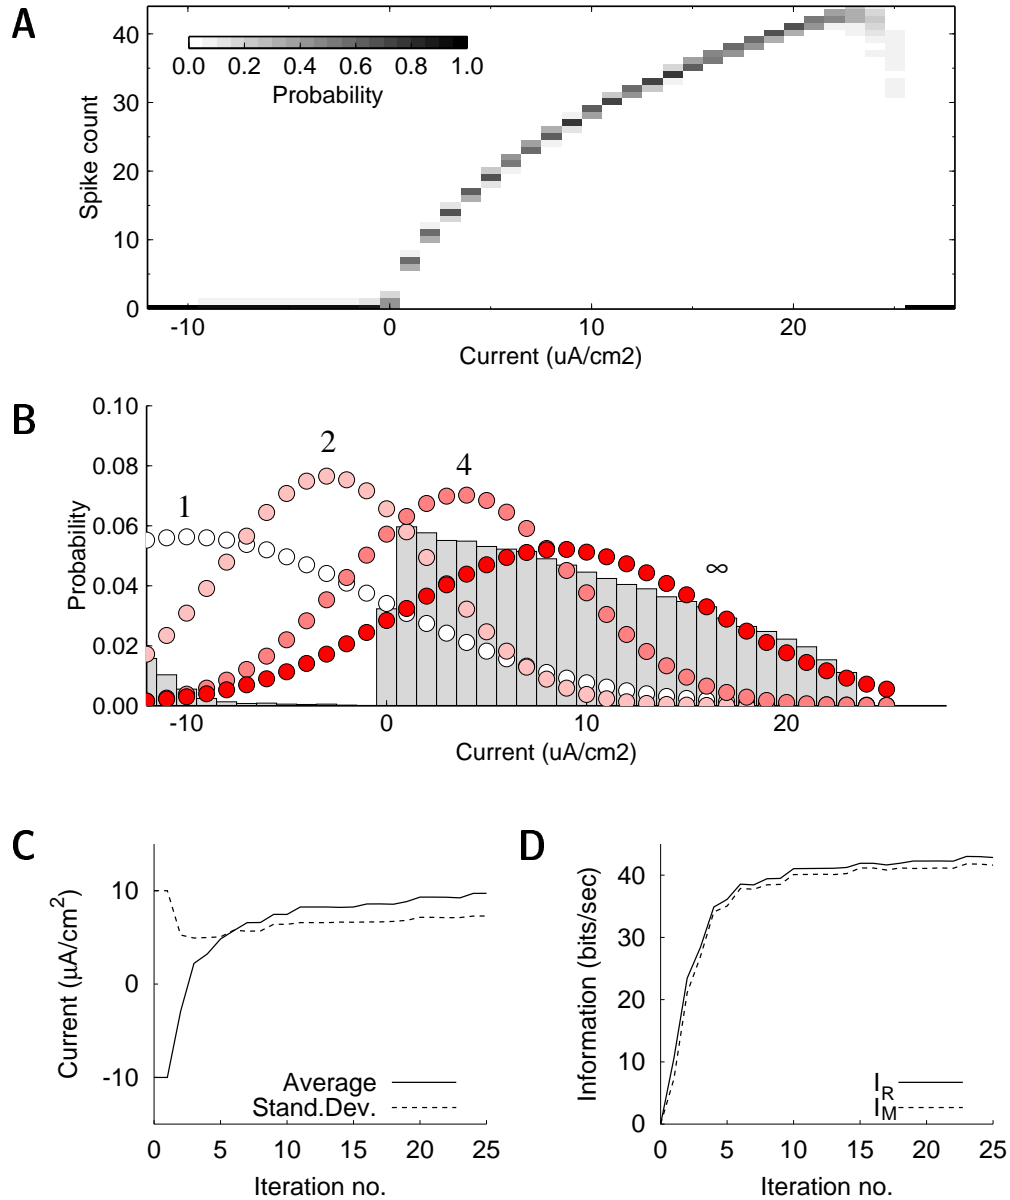 A
40
30
20
10
0
Spike count
0.0 0.2 0.4 0.6 0.8 1.0
Probability
-10 0 10 20
Current (uA/cm2)
B
0.10
0.08
0.06
0.04
0.02
0.00
Probability
1
2
4
∞
-10 0 10 20
Current (uA/cm2)
C
10
0
-10
Current (μA/cm²)
Average
Stand.Dev.
0 5 10 15 20 25
Iteration no.
D
40
30
20
10
0
Information (bits/sec)
I_R
I_M
0 5 10 15 20 25
Iteration no.